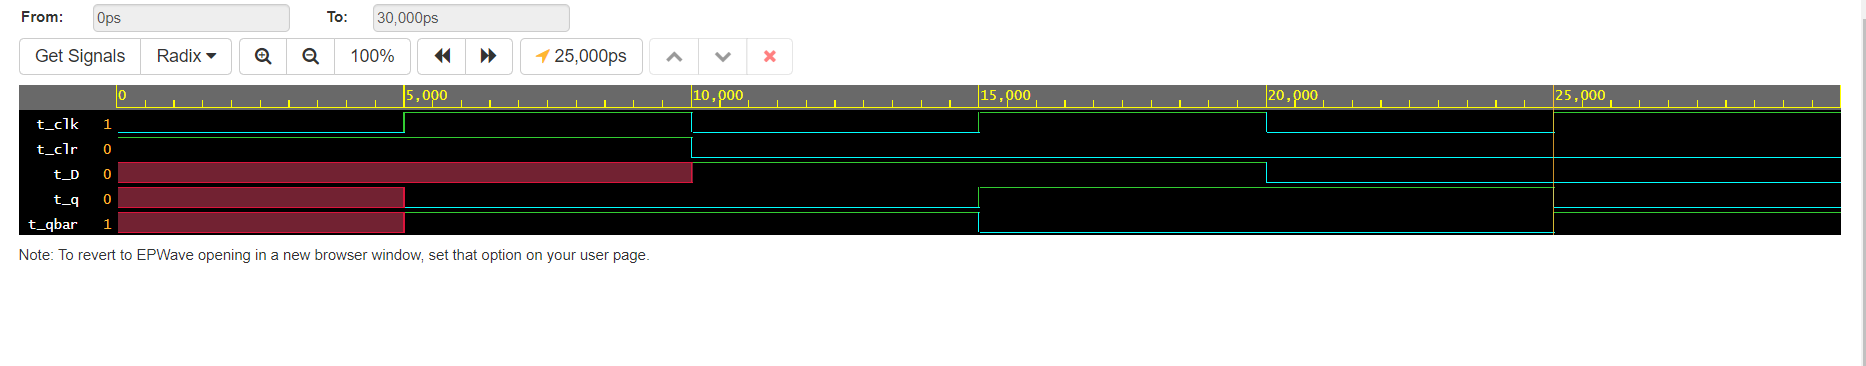 From: 0ps To: 30,000ps
Get Signals Radix 100% 25,000ps
0 5,000 10,000 15,000 20,000 25,000
t_clk 1
t_clr 0
t_D 0
t_q 0
t_qbar 1
Note: To revert to EPWave opening in a new browser window, set that option on your user page.